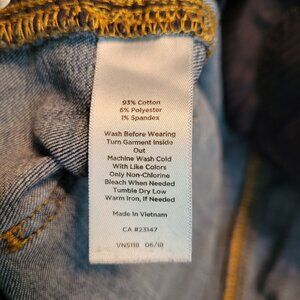 93% Cotton
6% Polyester
1% Spandex
Wash Before Wearing
Turn Garment Inside
Out
Machine Wash Cold
With Like Colors
Only Non-Chlorine
Bleach When Needed
Tumble Dry Low
Warm Iron, If Needed
Made In Vietnam
CA #23147
VN5118 06/18